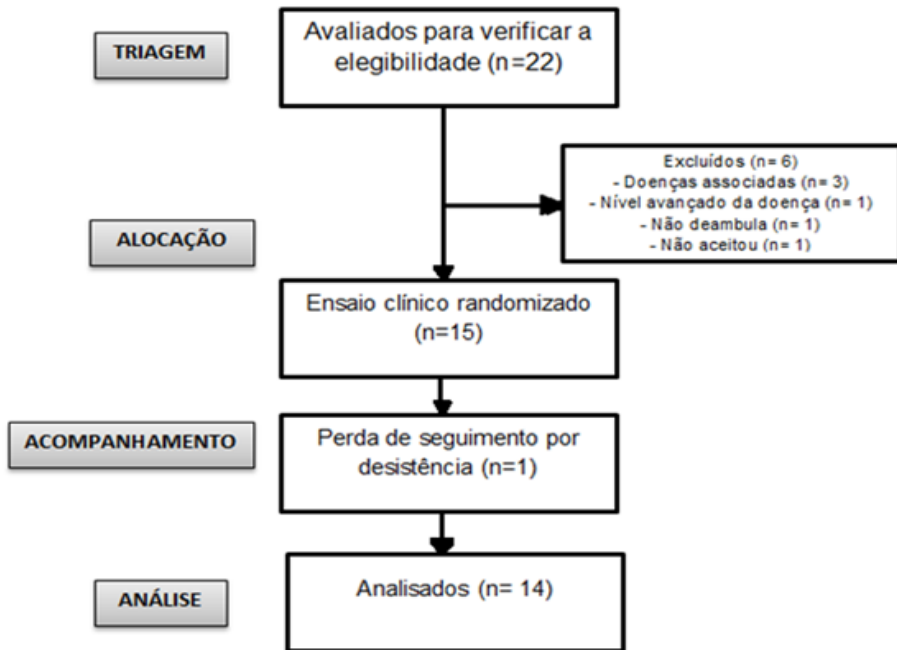 TRIAGEM
Avaliados para verificar a
elegibilidade (n=22)
Excluídos (n= 6)
- Doenças associadas (n= 3)
- Nível avançado da doença (n= 1)
- Não deambula (n= 1)
- Não aceitou (n= 1)
ALOCAÇÃO
Ensaio clínico randomizado
(n=15)
ACOMPANHAMENTO
Perda de seguimento por
desistência (n=1)
ANÁLISE
Analisados (n= 14)